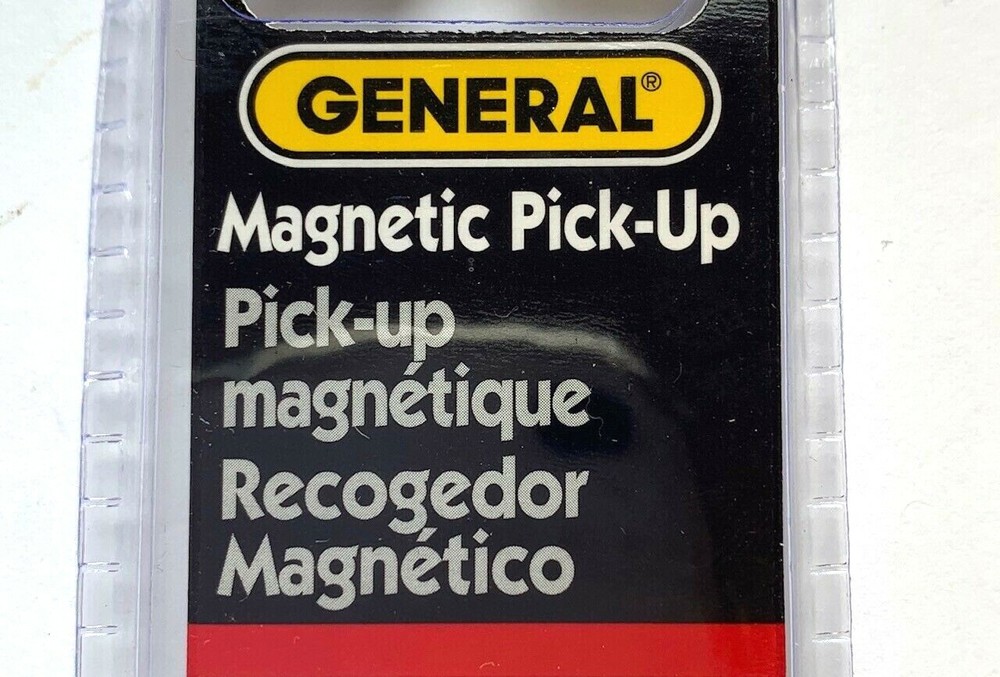 GENERAL®
Magnetic Pick-Up
Pick-up
magnétique
Recogedor
Magnético